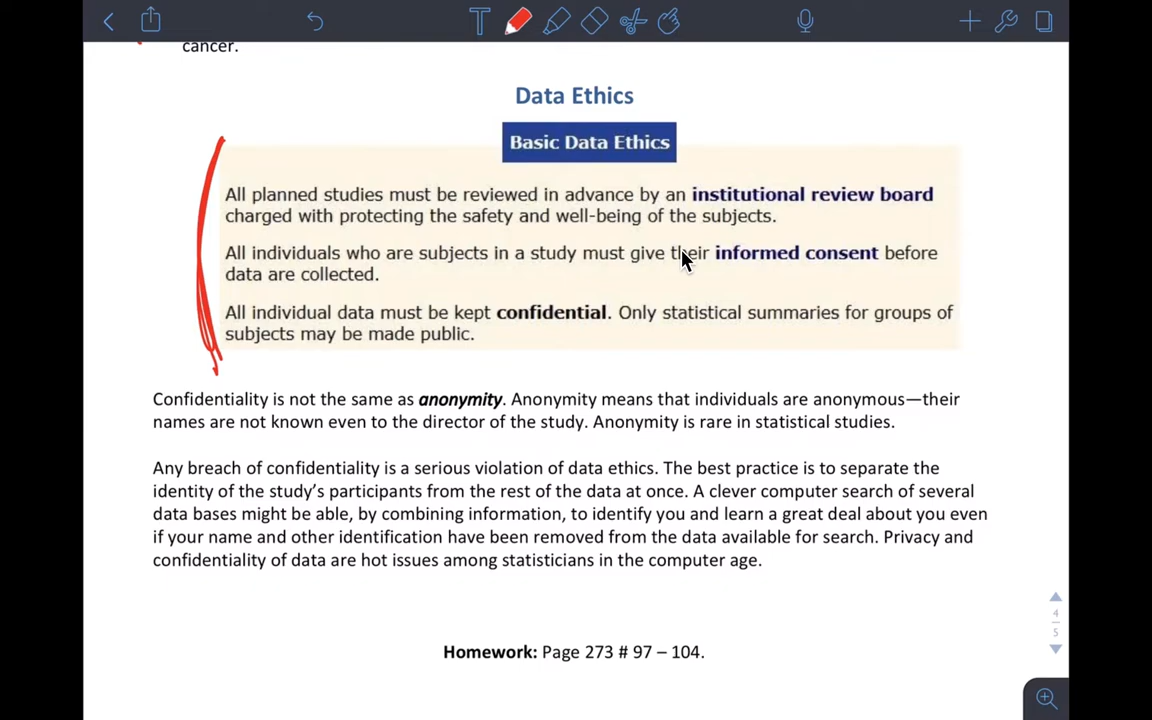 cancer.
Data Ethics
Basic Data Ethics
All planned studies must be reviewed in advance by an institutional review board
charged with protecting the safety and well-being of the subjects.
All individuals who are subjects in a study must give their informed consent before
data are collected.
All individual data must be kept confidential. Only statistical summaries for groups of
subjects may be made public.
Confidentiality is not the same as anonymity. Anonymity means that individuals are anonymous—their
names are not known even to the director of the study. Anonymity is rare in statistical studies.
Any breach of confidentiality is a serious violation of data ethics. The best practice is to separate the
identity of the study's participants from the rest of the data at once. A clever computer search of several
data bases might be able, by combining information, to identify you and learn a great deal about you even
if your name and other identification have been removed from the data available for search. Privacy and
confidentiality of data are hot issues among statisticians in the computer age.
4
5
Homework: Page 273 # 97 – 104.